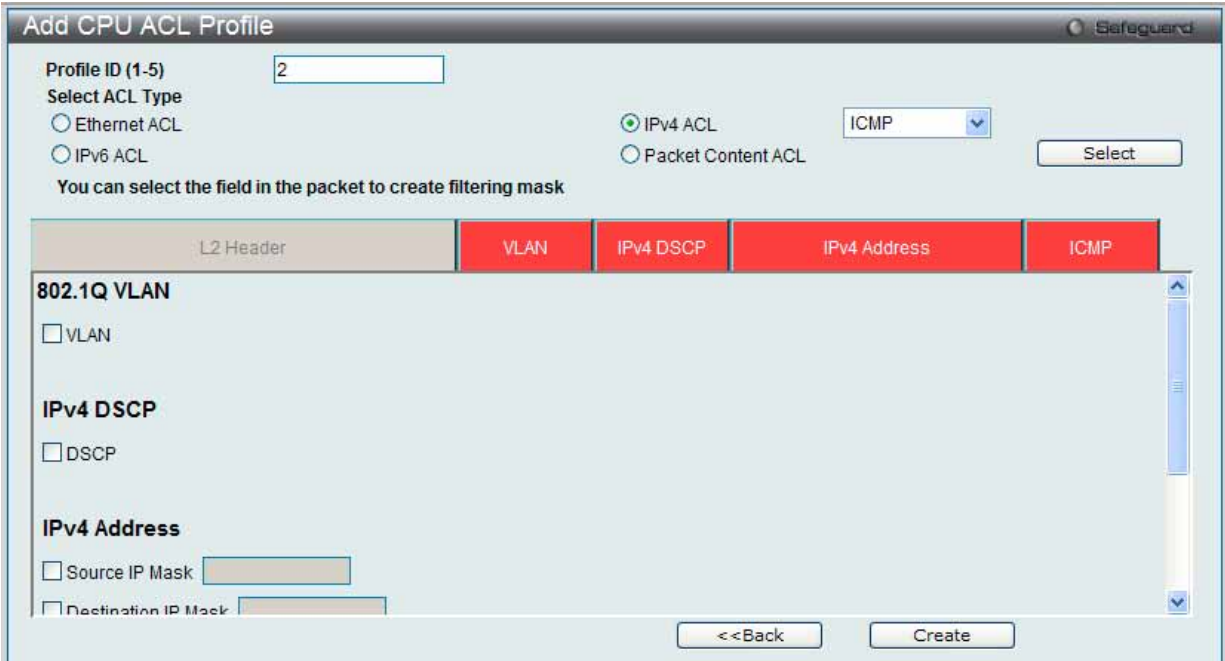 Add CPU ACL Profile
Safeguard
Profile ID (1-5) 2
Select ACL Type
Ethernet ACL
IPv4 ACL ICMP
IPv6 ACL
Packet Content ACL
Select
You can select the field in the packet to create filtering mask
L2 Header VLAN IPv4 DSCP IPv4 Address ICMP
802.1Q VLAN
VLAN
IPv4 DSCP
DSCP
IPv4 Address
Source IP Mask
Destination IP Mask
<<Back Create